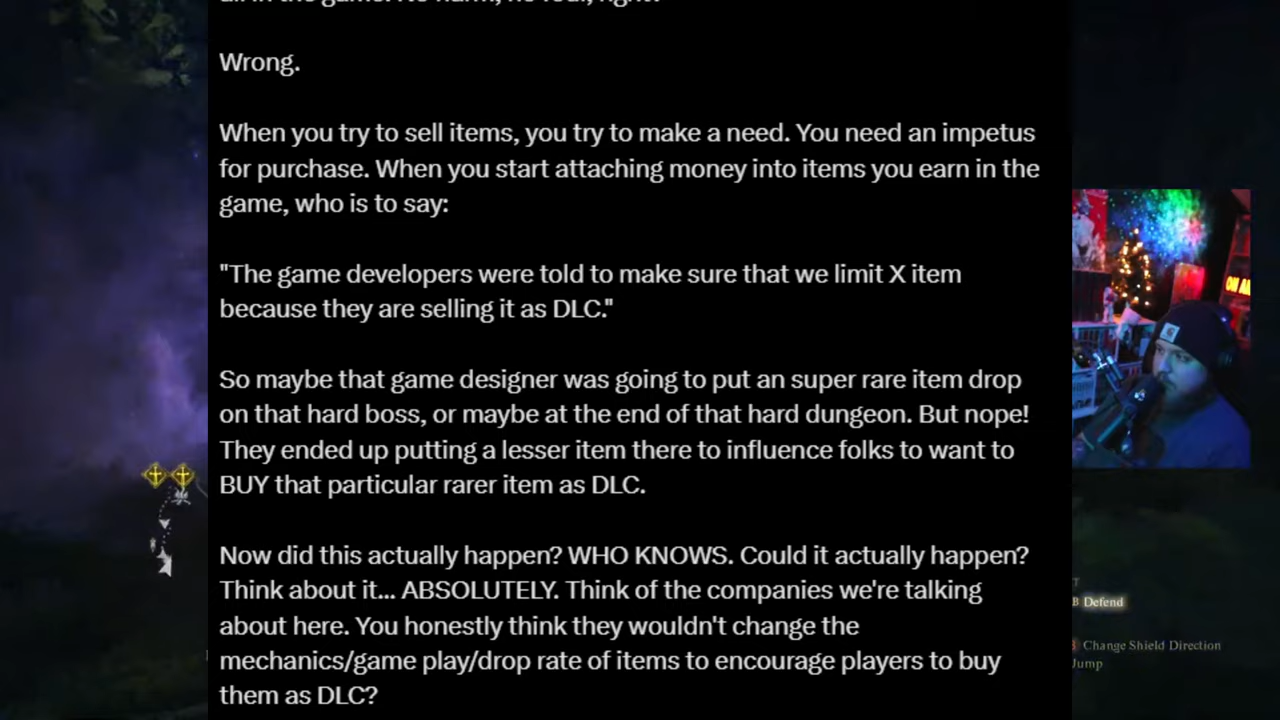 Wrong.
When you try to sell items, you try to make a need. You need an impetus
for purchase. When you start attaching money into items you earn in the
game, who is to say:
"The game developers were told to make sure that we limit X item
because they are selling it as DLC."
So maybe that game designer was going to put an super rare item drop
on that hard boss, or maybe at the end of that hard dungeon. But nope!
They ended up putting a lesser item there to influence folks to want to
BUY that particular rarer item as DLC.
Now did this actually happen? WHO KNOWS. Could it actually happen?
Think about it... ABSOLUTELY. Think of the companies we're talking
about here. You honestly think they wouldn't change the
mechanics/game play/drop rate of items to encourage players to buy
them as DLC?
ON
B Defend
Change Shield Direction
Jump